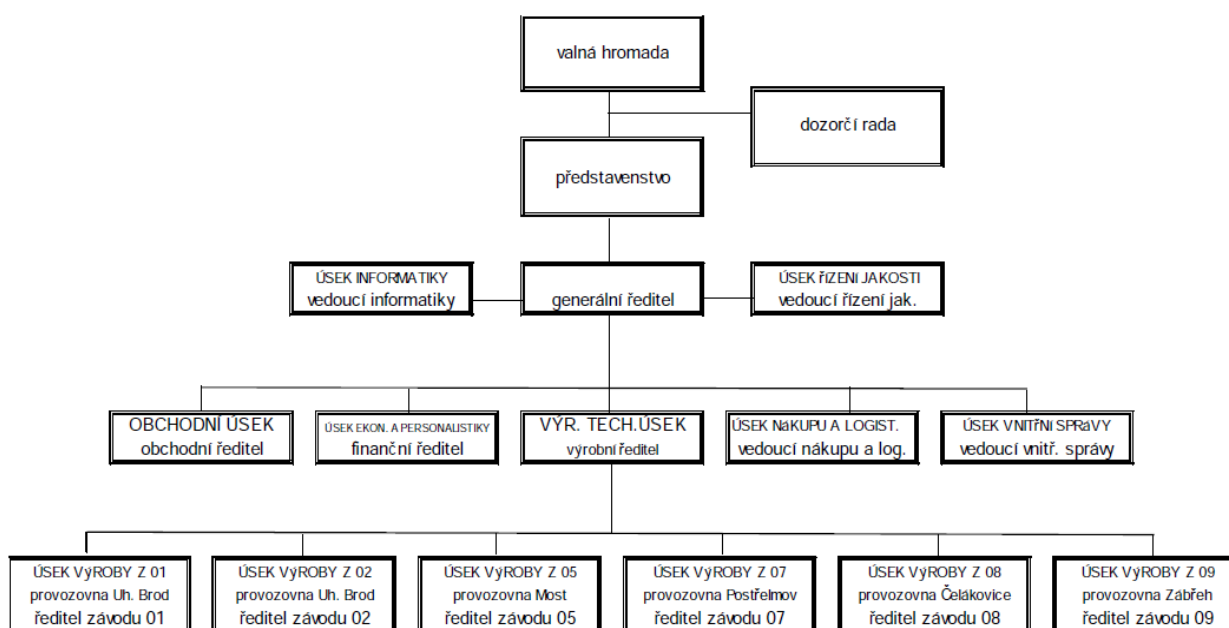 valná hromada
dozorčí rada
představenstvo
ÚSEK INFORMATIKY
vedoucí informatiky
generální ředitel
ÚSEK říZENí JAKOSTI
vedoucí řízení jak.
OBCHODNÍ ÚSEK
obchodní ředitel
ÚSEK EKON. A PERSONALISTIKY
finanční ředitel
VÝR. TECH.ÚSEK
výrobní ředitel
ÚSEK NáKUPU A LOGIST.
vedoucí nákupu a log.
ÚSEK VNITřNí SPRáVY
vedoucí vnitř. správy
ÚSEK VýROBY Z 01
provozovna Uh. Brod
ředitel závodu 01
ÚSEK VýROBY Z 02
provozovna Uh. Brod
ředitel závodu 02
ÚSEK VýROBY Z 05
provozovna Most
ředitel závodu 05
ÚSEK VýROBY Z 07
provozovna Postřelmov
ředitel závodu 07
ÚSEK VýROBY Z 08
provozovna Čelákovice
ředitel závodu 08
ÚSEK VýROBY Z 09
provozovna Zábřeh
ředitel závodu 09